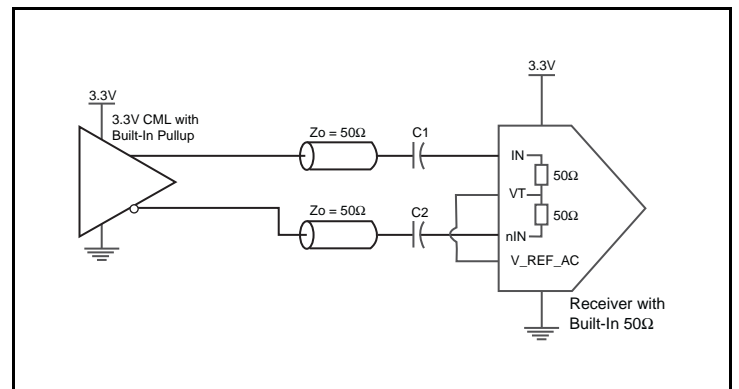 3.3V
3.3V CML with
Built-In Pullup
Zo = 50Ω
C1
Zo = 50Ω
C2
3.3V
IN
50Ω
VT
50Ω
nIN
V_REF_AC
Receiver with
Built-In 50Ω